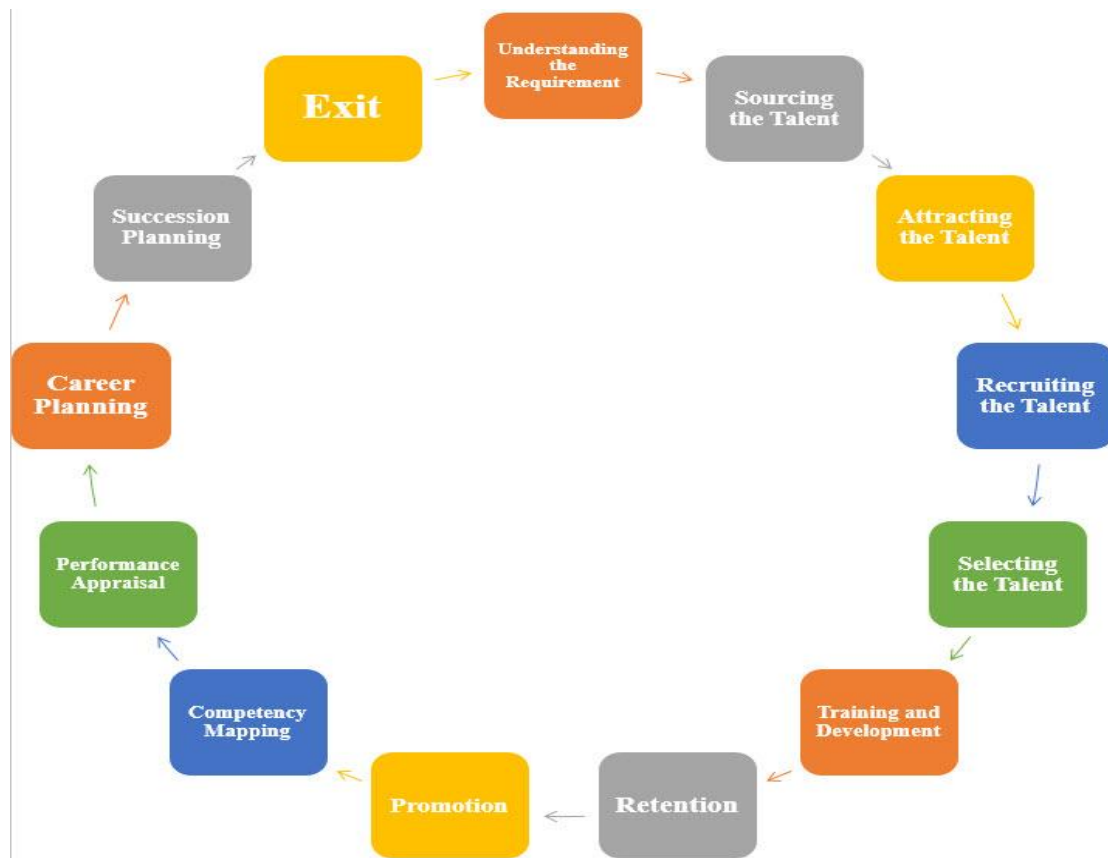 Understanding
the
Requirement
Sourcing
the Talent
Attracting
the Talent
Recruiting
the Talent
Selecting
the Talent
Training and
Development
Retention
Promotion
Competency
Mapping
Performance
Appraisal
Career
Planning
Succession
Planning
Exit